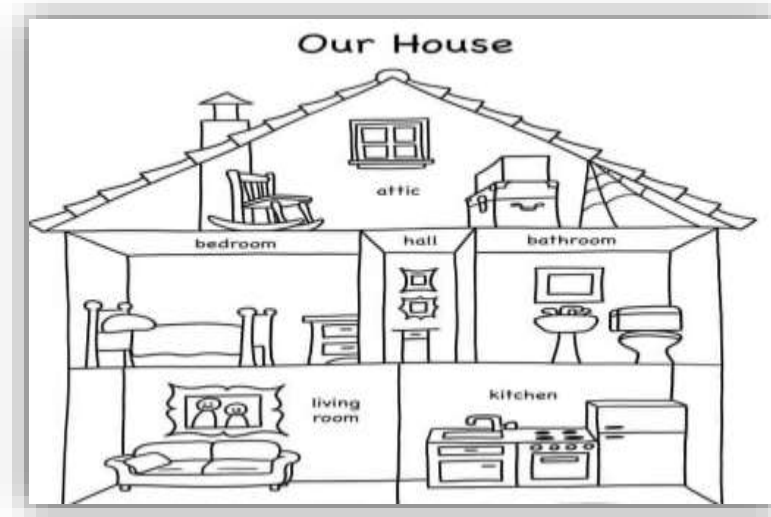 Our House
attic
bedroom
hall
bathroom
living
room
kitchen